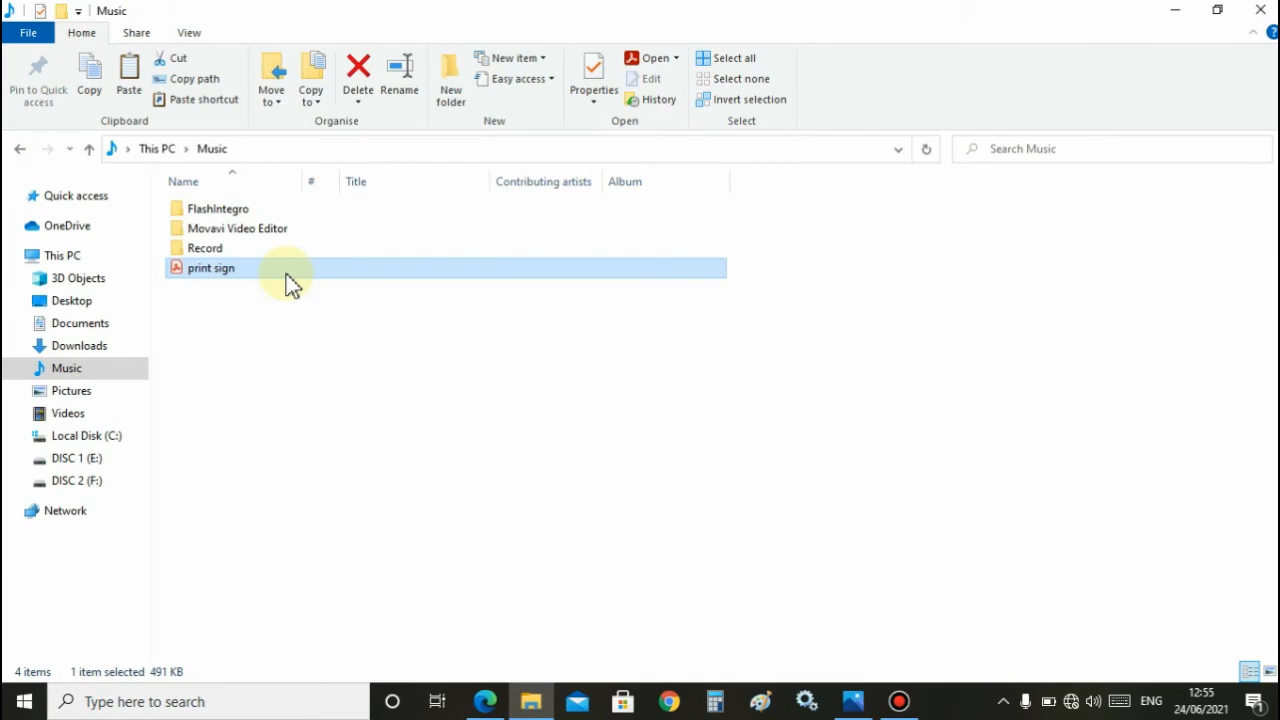 Music
File Home Share View
Pin to Quick access
Copy
Paste
Cut
Copy path
Paste shortcut
Clipboard
Move to
Copy to
Delete
Rename
Organise
New folder
New item
Easy access
New
Properties
Open
Edit
History
Open
Select all
Select none
Invert selection
Select
This PC > Music
Search Music
Name # Title Contributing artists Album
FlashIntegro
Movavi Video Editor
Record
print sign
Quick access
OneDrive
This PC
3D Objects
Desktop
Documents
Downloads
Music
Pictures
Videos
Local Disk (C:)
DISC 1 (E:)
DISC 2 (F:)
Network
4 items 1 item selected 491 KB
Type here to search
ENG
12:55
24/06/2021
1